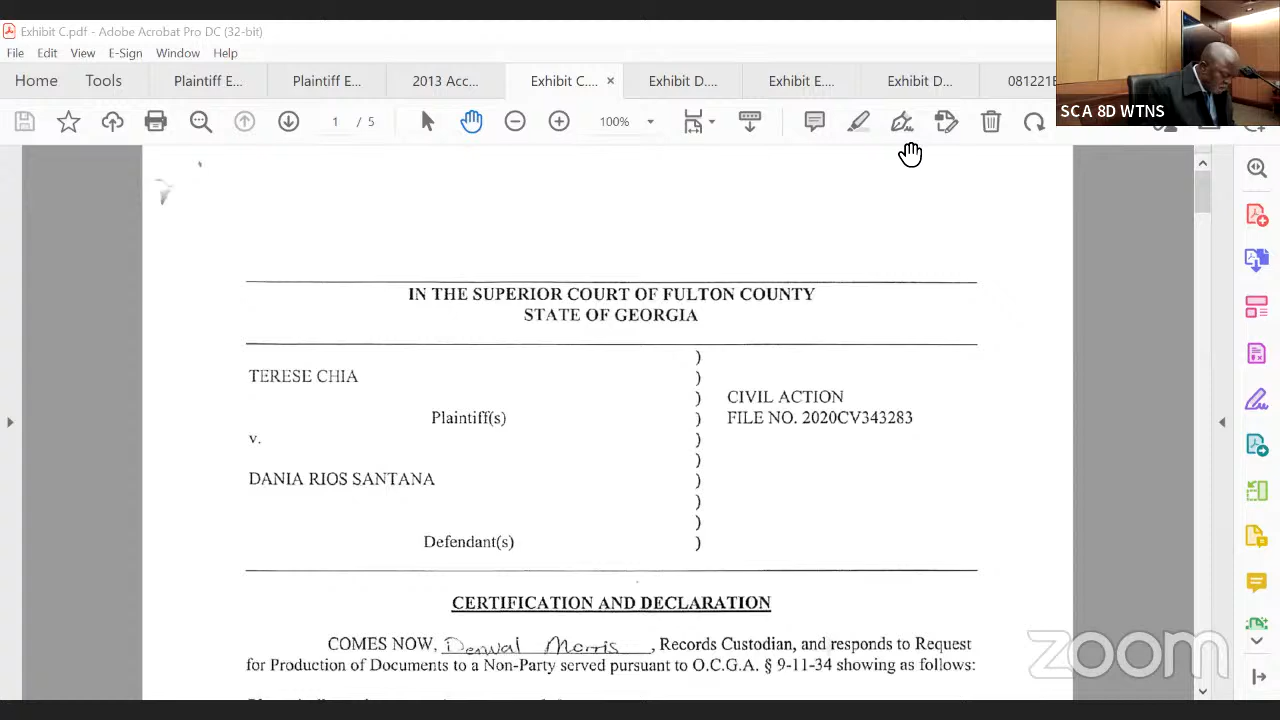 Exhibit C.pdf - Adobe Acrobat Pro DC (32-bit)
File Edit View E-Sign Window Help
Home Tools Plaintiff E... Plaintiff E... 2013 Acc... Exhibit C.... × Exhibit D.... Exhibit E.... Exhibit D... 081221E
SCA 8D WTNS
1 / 5 100%
IN THE SUPERIOR COURT OF FULTON COUNTY
STATE OF GEORGIA
TERESE CHIA
Plaintiff(s)
v.
DANIA RIOS SANTANA
Defendant(s)
)
)
)
)
)
)
)
)
)
)
CIVIL ACTION
FILE NO. 2020CV343283
CERTIFICATION AND DECLARATION
COMES NOW, Derwal Morris, Records Custodian, and responds to Request
for Production of Documents to a Non-Party served pursuant to O.C.G.A. § 9-11-34 showing as follows:
zoom